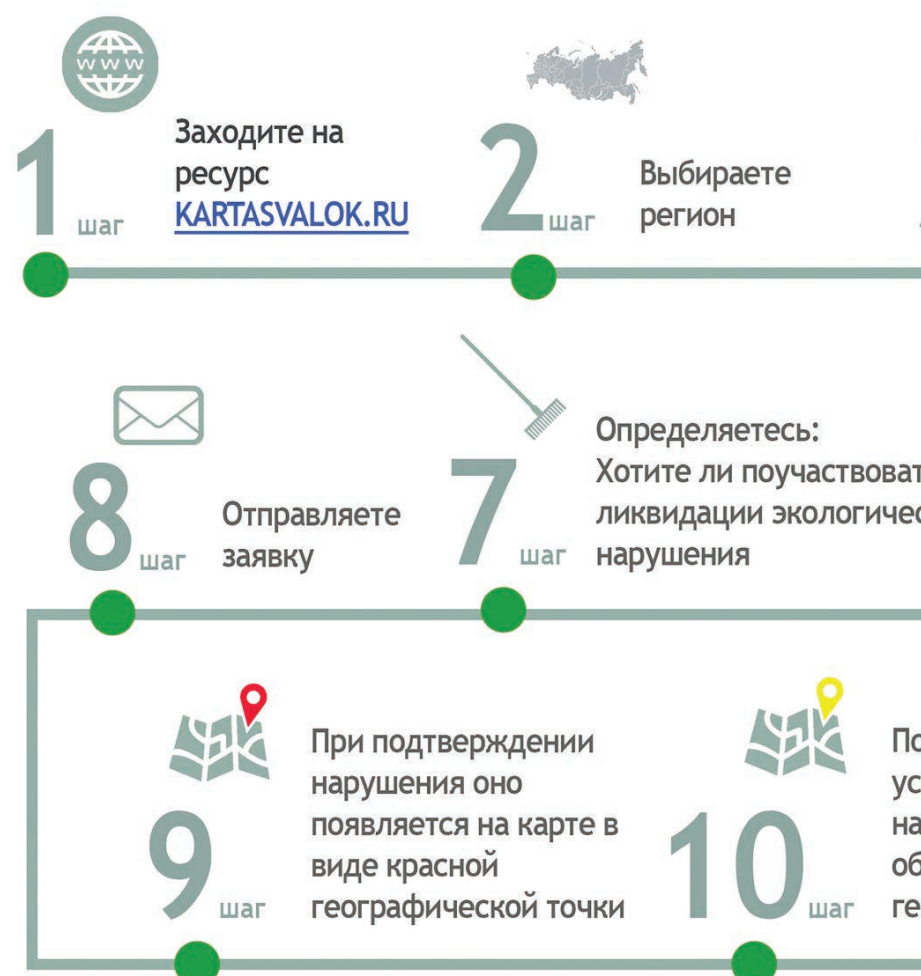 www
1 шаг
Заходите на
ресурс
KARTASVALOK.RU
2 шаг
Выбираете
регион
8 шаг
Отправляете
заявку
7 шаг
Определяетесь:
Хотите ли поучаствоват
ликвидации экологичес
нарушения
9 шаг
При подтверждении
нарушения оно
появляется на карте в
виде красной
географической точки
10 шаг
По
ус
на
об
ге